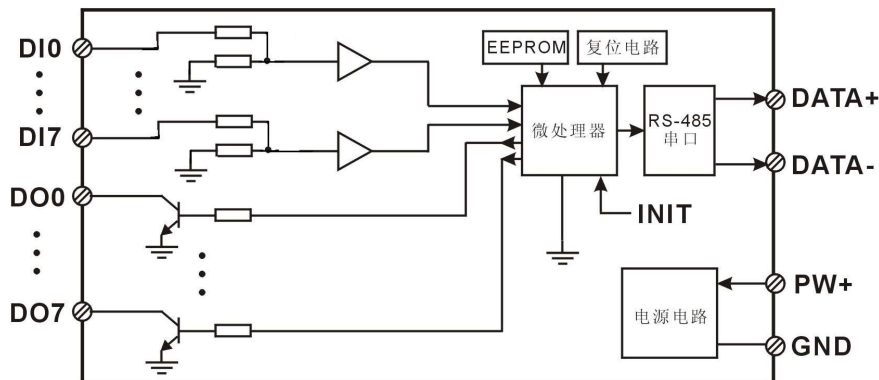 DI0
DI7
DO0
DO7
EEPROM
复位电路
微处理器
RS-485
串口
INIT
电源电路
DATA+
DATA-
PW+
GND